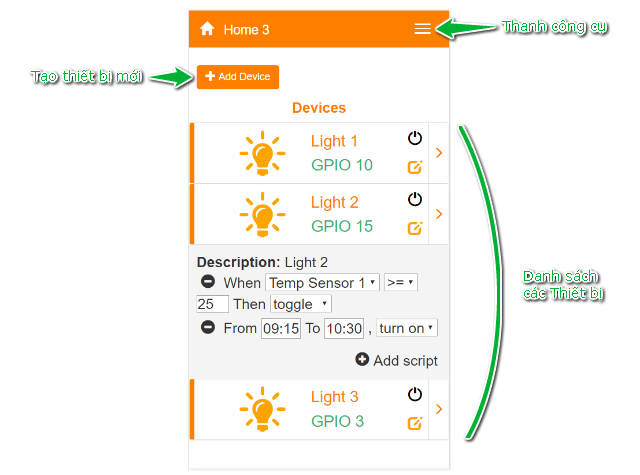 Home 3
Thanh công cụ
Tạo thiết bị mới
Add Device
Devices
Light 1
GPIO 10
Light 2
GPIO 15
Description: Light 2
When Temp Sensor 1 >=
25 Then toggle
From 09:15 To 10:30 , turn on
Add script
Light 3
GPIO 3
Danh sách
các Thiết bị